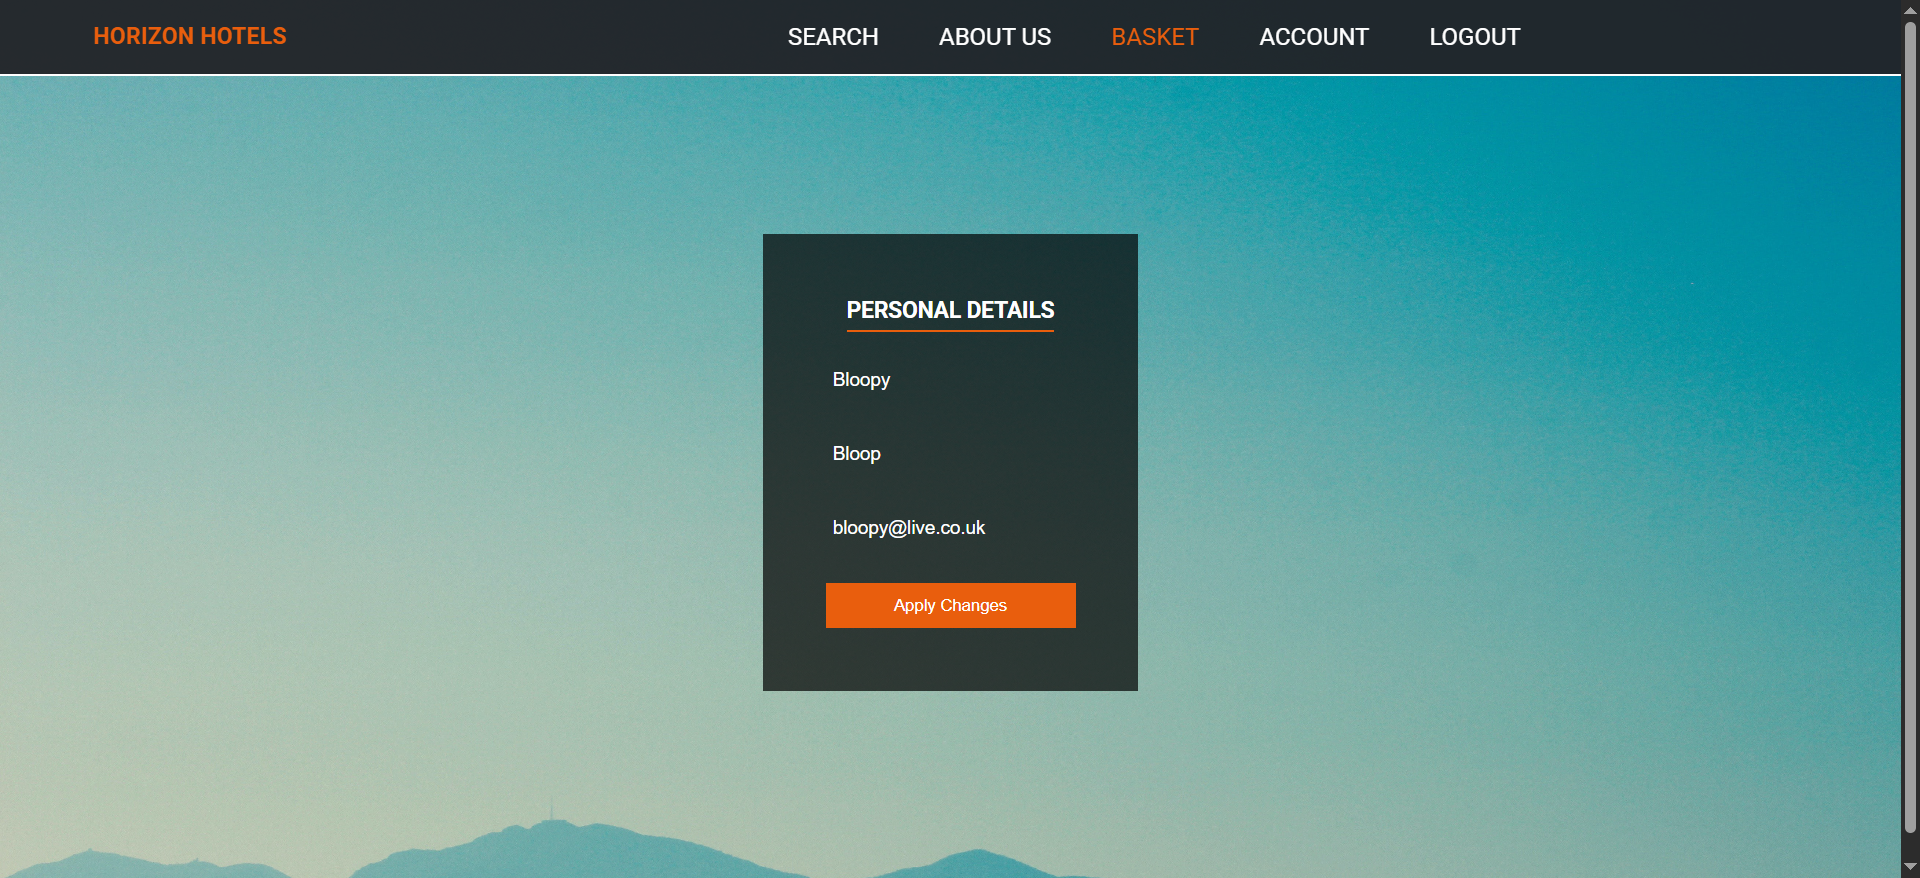 HORIZON HOTELS
SEARCH ABOUT US BASKET ACCOUNT LOGOUT
PERSONAL DETAILS
Bloopy
Bloop
bloopy@live.co.uk
Apply Changes